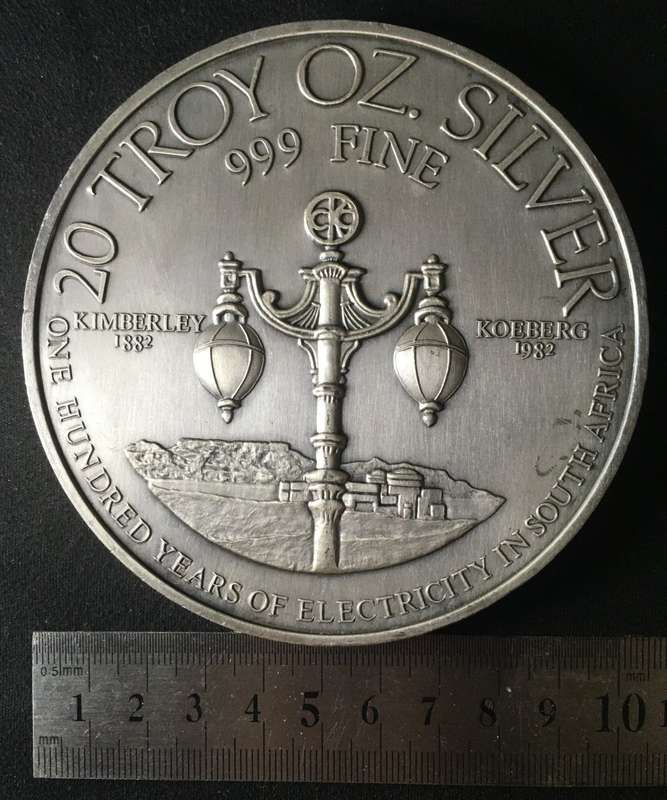 20 TROY OZ. SILVER
999 FINE
KIMBERLEY
1882
KOEBERG
1982
ONE HUNDRED YEARS OF ELECTRICITY IN SOUTH AFRICA
0.5mm
mm
1 2 3 4 5 6 7 8 9 10
mm